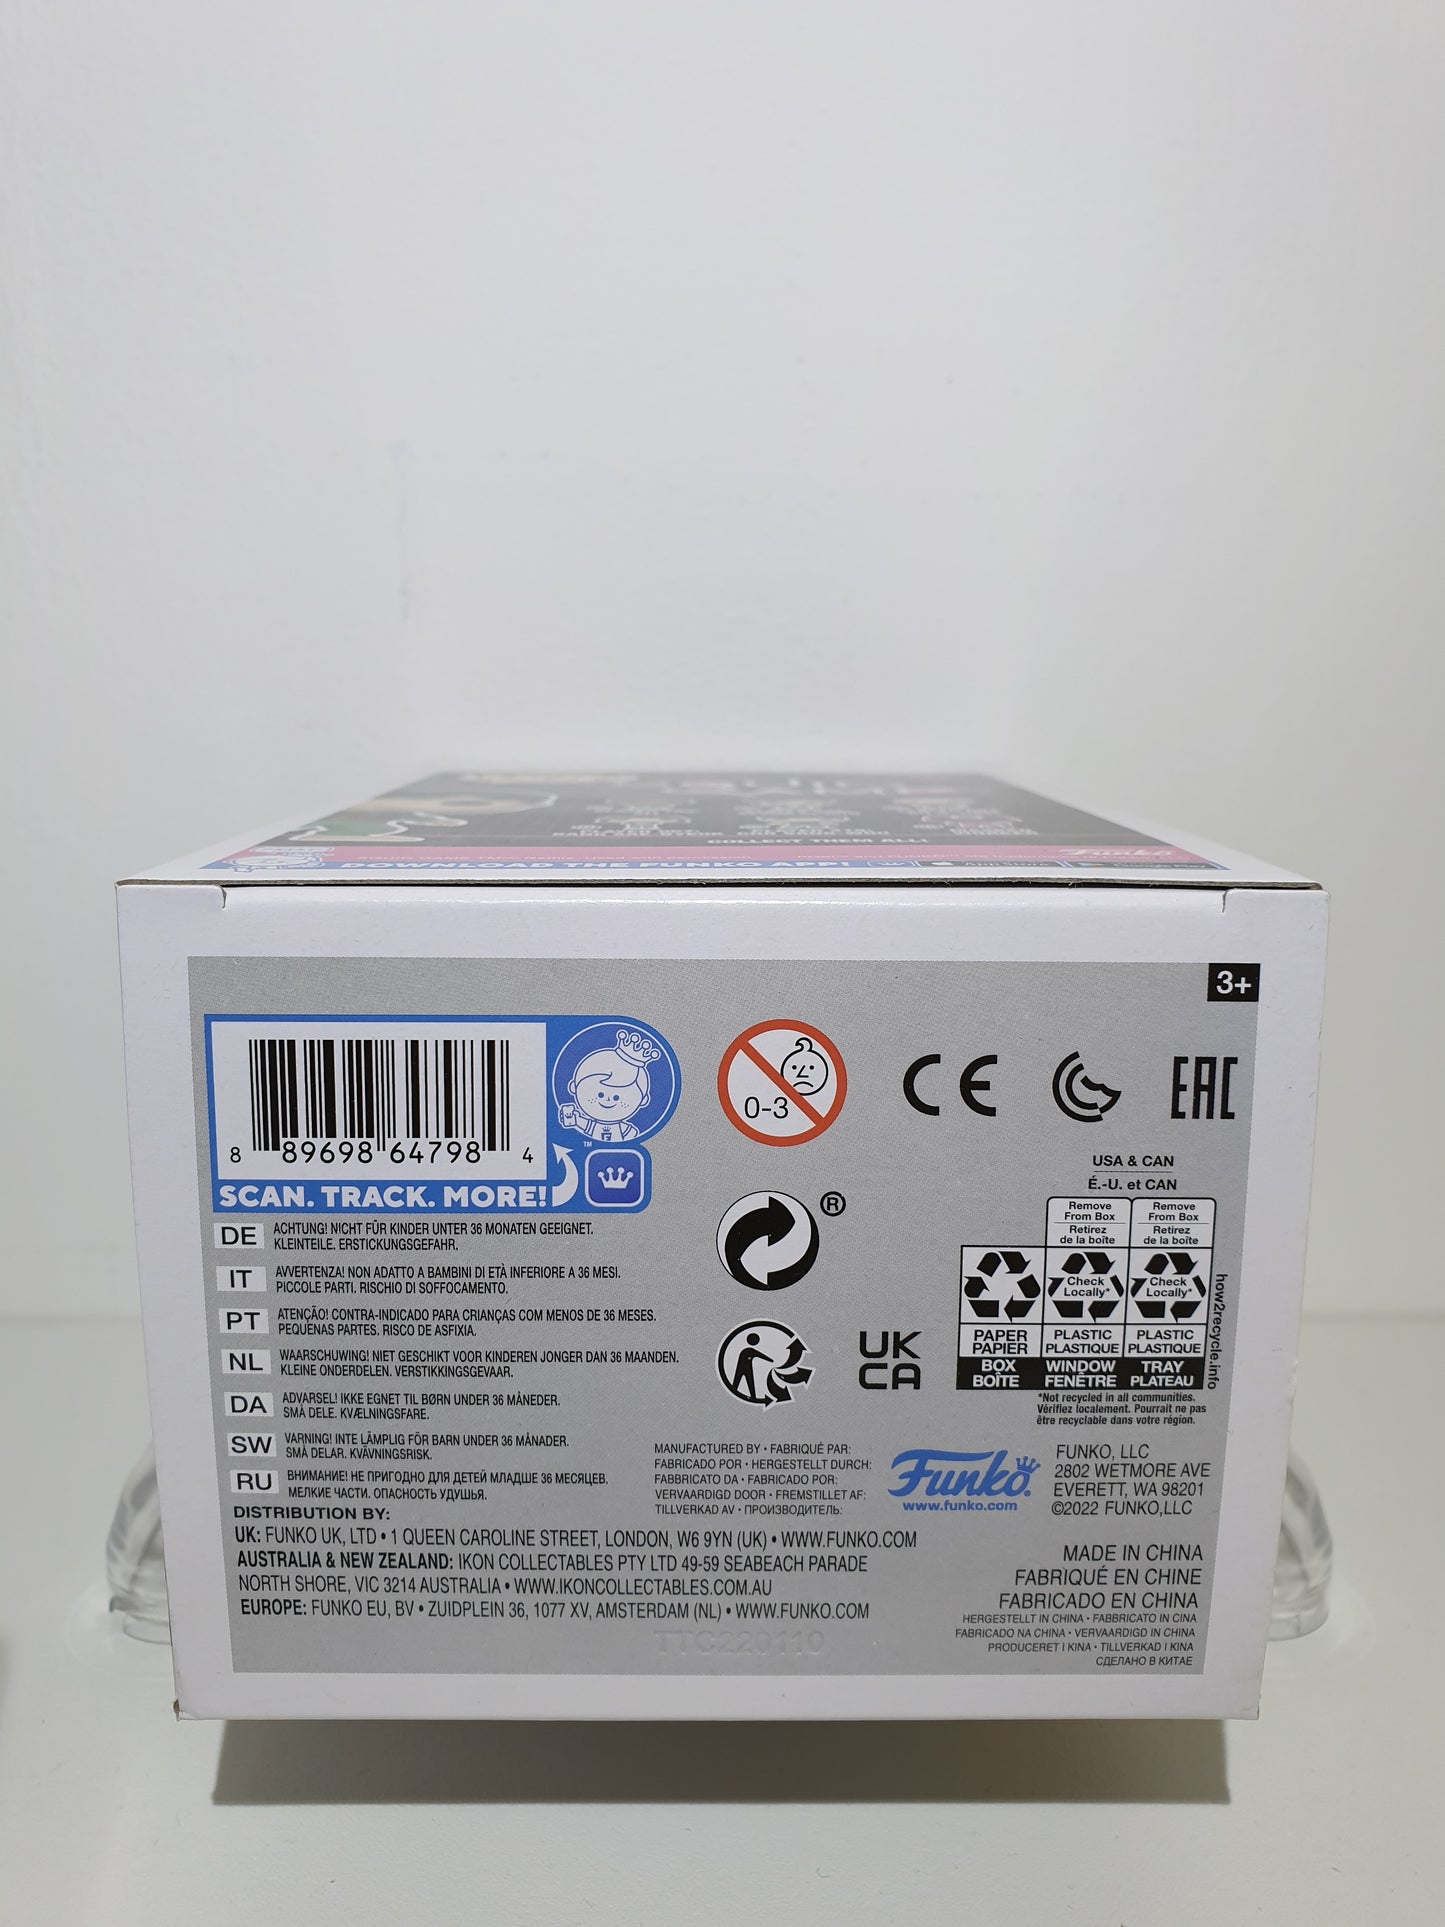 COLLECT THEM ALL!
Funko
DOWNLOAD THE FUNKO APP!
3+
8 89698 64798 4
TM
SCAN. TRACK. MORE!
0-3
CE
EAC
®
UK
CA
USA & CAN
É.-U. et CAN
Remove From Box
Retirez de la boîte
Remove From Box
Retirez de la boîte
Check Locally*
Check Locally*
PAPER
PAPIER
BOX
BOÎTE
PLASTIC
PLASTIQUE
WINDOW
FENÊTRE
PLASTIC
PLASTIQUE
TRAY
PLATEAU
how2recycle.info
*Not recycled in all communities.
Vérifiez localement. Pourrait ne pas
être recyclable dans votre région.
DE ACHTUNG! NICHT FÜR KINDER UNTER 36 MONATEN GEEIGNET.
KLEINTEILE. ERSTICKUNGSGEFAHR.
IT AVVERTENZA! NON ADATTO A BAMBINI DI ETÀ INFERIORE A 36 MESI.
PICCOLE PARTI. RISCHIO DI SOFFOCAMENTO.
PT ATENÇÃO! CONTRA-INDICADO PARA CRIANÇAS COM MENOS DE 36 MESES.
PEQUENAS PARTES. RISCO DE ASFIXIA.
NL WAARSCHUWING! NIET GESCHIKT VOOR KINDEREN JONGER DAN 36 MAANDEN.
KLEINE ONDERDELEN. VERSTIKKINGSGEVAAR.
DA ADVARSEL! IKKE EGNET TIL BØRN UNDER 36 MÅNEDER.
SMÅ DELE. KVÆLNINGSFARE.
SW VARNING! INTE LÄMPLIG FÖR BARN UNDER 36 MÅNADER.
SMÅ DELAR. KVÄVNINGSRISK.
RU ВНИМАНИЕ! НЕ ПРИГОДНО ДЛЯ ДЕТЕЙ МЛАДШЕ 36 МЕСЯЦЕВ.
МЕЛКИЕ ЧАСТИ. ОПАСНОСТЬ УДУШЬЯ.
MANUFACTURED BY • FABRIQUÉ PAR:
FABRICADO POR • HERGESTELLT DURCH:
FABBRICATO DA • FABRICADO POR:
VERVAARDIGD DOOR • FREMSTILLET AF:
TILLVERKAD AV • ПРОИЗВОДИТЕЛЬ:
Funko
www.funko.com
FUNKO, LLC
2802 WETMORE AVE
EVERETT, WA 98201
©2022 FUNKO,LLC
DISTRIBUTION BY:
UK: FUNKO UK, LTD • 1 QUEEN CAROLINE STREET, LONDON, W6 9YN (UK) • WWW.FUNKO.COM
AUSTRALIA & NEW ZEALAND: IKON COLLECTABLES PTY LTD 49-59 SEABEACH PARADE
NORTH SHORE, VIC 3214 AUSTRALIA • WWW.IKONCOLLECTABLES.COM.AU
EUROPE: FUNKO EU, BV • ZUIDPLEIN 36, 1077 XV, AMSTERDAM (NL) • WWW.FUNKO.COM
TTC220110
MADE IN CHINA
FABRIQUÉ EN CHINE
FABRICADO EN CHINA
HERGESTELLT IN CHINA • FABBRICATO IN CINA
FABRICADO NA CHINA • VERVAARDIGD IN CHINA
PRODUCERET I KINA • TILLVERKAD I KINA
СДЕЛАНО В КИТАЕ